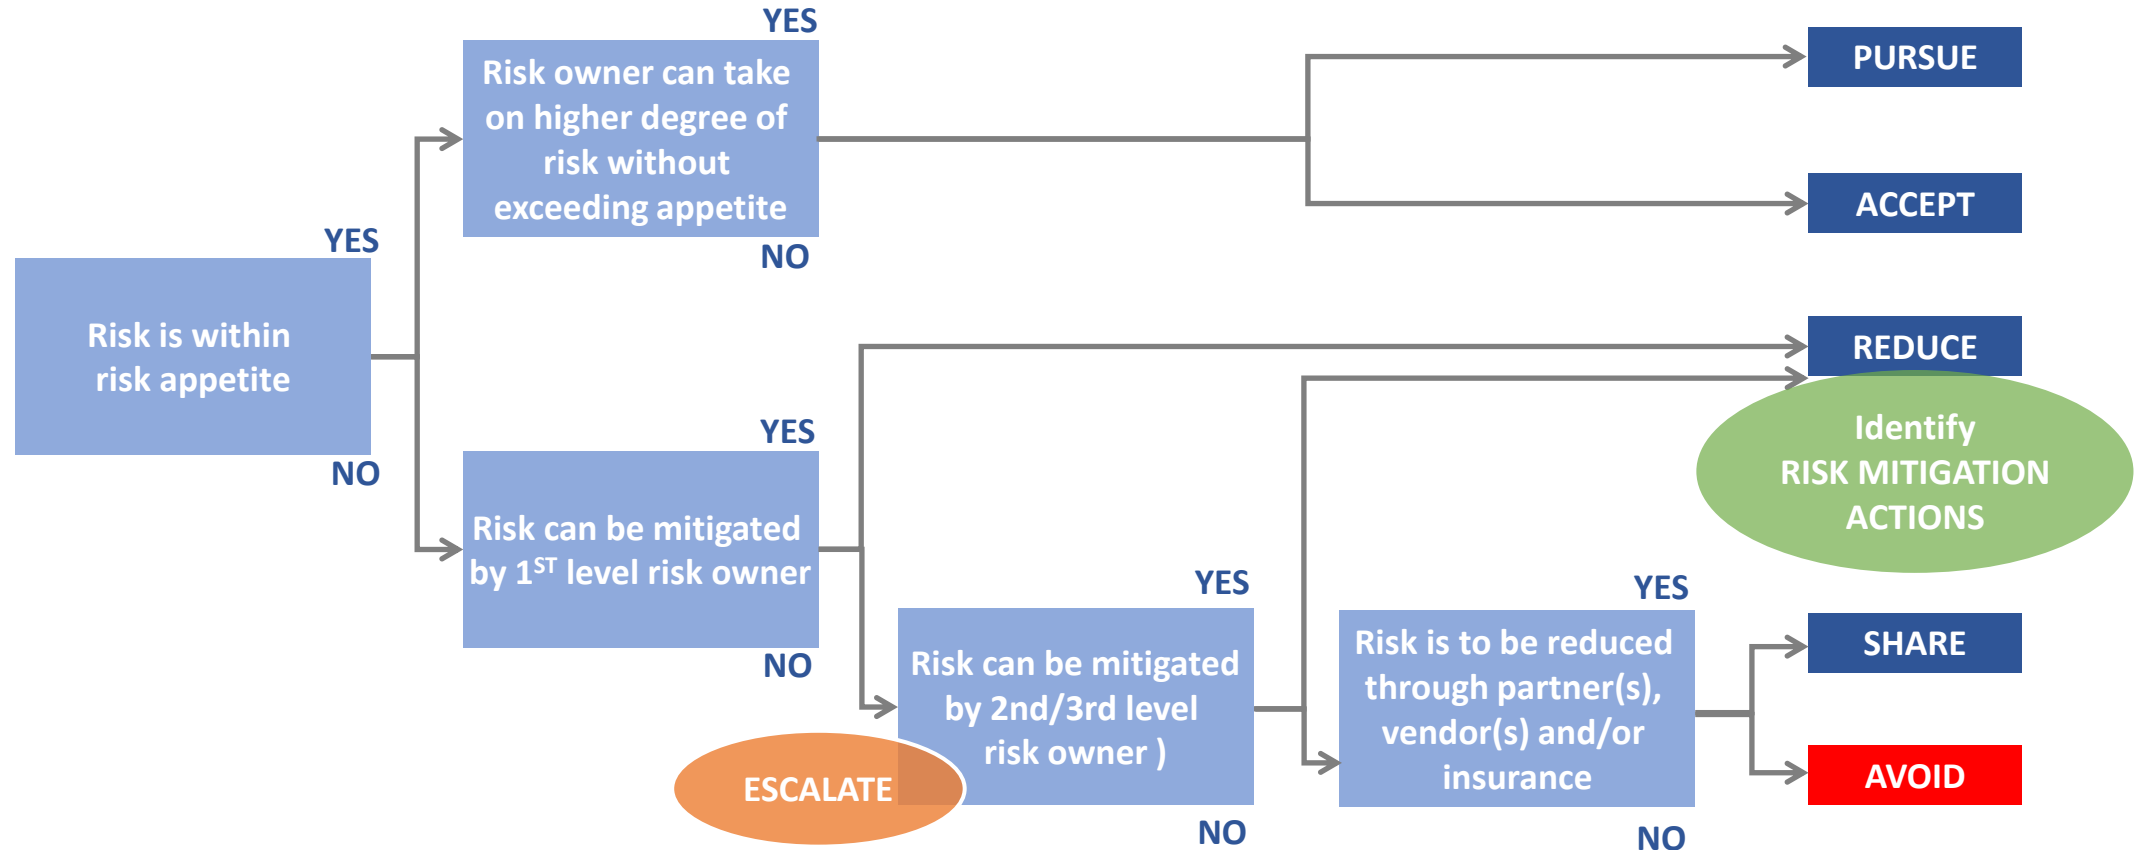 YES
Risk owner can take
on higher degree of
risk without
exceeding appetite
NO
PURSUE
ACCEPT
YES
Risk is within
risk appetite
NO
REDUCE
Identify
RISK MITIGATION
ACTIONS
YES
Risk can be mitigated
by 1ST level risk owner
NO
YES
Risk can be mitigated
by 2nd/3rd level
risk owner )
NO
ESCALATE
YES
Risk is to be reduced
through partner(s),
vendor(s) and/or
insurance
NO
SHARE
AVOID